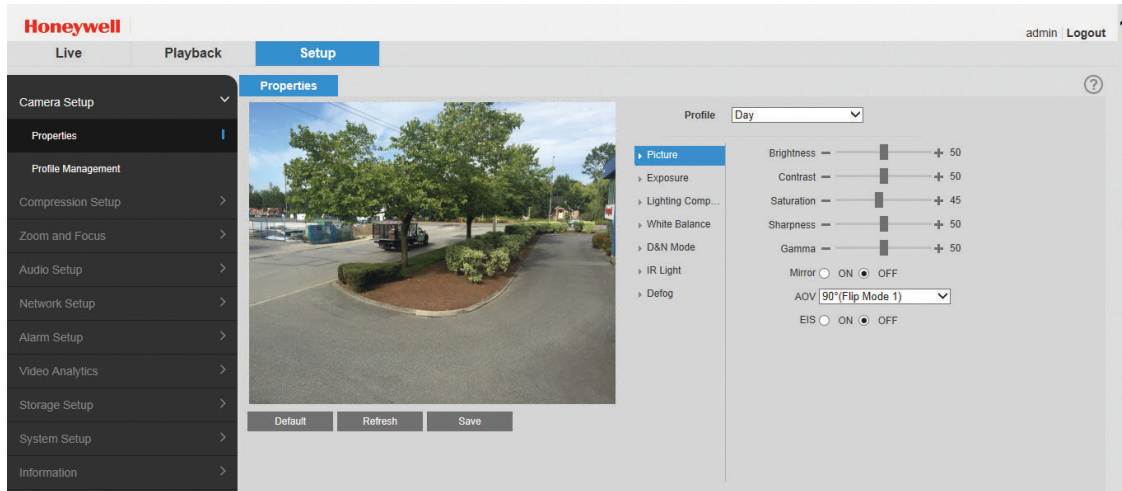 Honeywell
admin Logout
Live Playback Setup
Camera Setup
Properties
Profile Management
Compression Setup
Zoom and Focus
Audio Setup
Network Setup
Alarm Setup
Video Analytics
Storage Setup
System Setup
Information
Properties
?
Default Refresh Save
Profile Day
Picture
Exposure
Lighting Comp...
White Balance
D&N Mode
IR Light
Defog
Brightness 50
Contrast 50
Saturation 45
Sharpness 50
Gamma 50
Mirror ON OFF
AOV 90°(Flip Mode 1)
EIS ON OFF